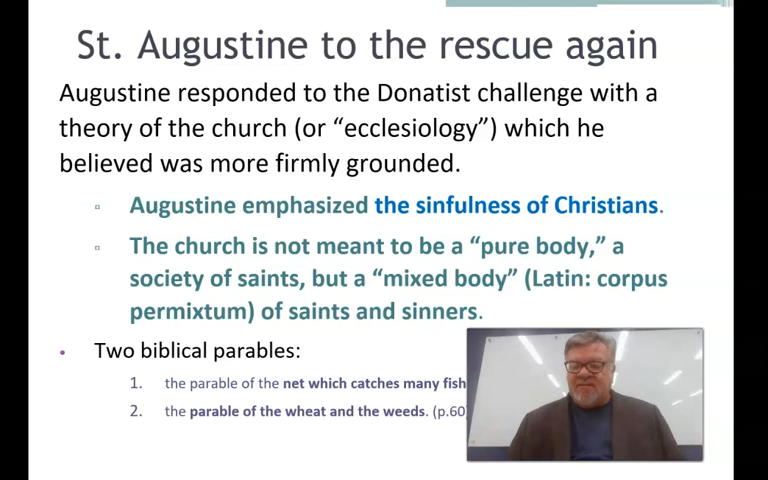 St. Augustine to the rescue again
Augustine responded to the Donatist challenge with a
theory of the church (or “ecclesiology”) which he
believed was more firmly grounded.
Augustine emphasized the sinfulness of Christians.
The church is not meant to be a “pure body,” a
society of saints, but a “mixed body” (Latin: corpus
permixtum) of saints and sinners.
• Two biblical parables:
1. the parable of the net which catches many fish
2. the parable of the wheat and the weeds. (p.60